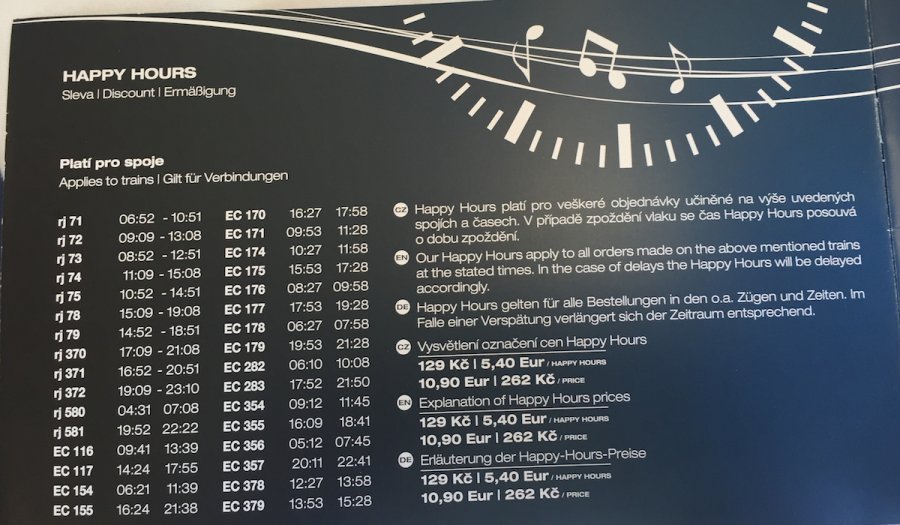 HAPPY HOURS
Sleva | Discount | Ermäßigung
Platí pro spoje
Applies to trains | Gilt für Verbindungen
rj 71 06:52 - 10:51
rj 72 09:09 - 13:08
rj 73 08:52 - 12:51
rj 74 11:09 - 15:08
rj 75 10:52 - 14:51
rj 78 15:09 - 19:08
rj 79 14:52 - 18:51
rj 370 17:09 - 21:08
rj 371 16:52 - 20:51
rj 372 19:09 - 23:10
rj 580 04:31 07:08
rj 581 19:52 22:22
EC 116 09:41 13:39
EC 117 14:24 17:55
EC 154 06:21 11:39
EC 155 16:24 21:38
EC 170 16:27 17:58
EC 171 09:53 11:28
EC 174 10:27 11:58
EC 175 15:53 17:28
EC 176 08:27 09:58
EC 177 17:53 19:28
EC 178 06:27 07:58
EC 179 19:53 21:28
EC 282 06:10 10:08
EC 283 17:52 21:50
EC 354 09:12 11:45
EC 355 16:09 18:41
EC 356 05:12 07:45
EC 357 20:11 22:41
EC 378 12:27 13:58
EC 379 13:53 15:28
CZ Happy Hours platí pro veškeré objednávky učiněné na výše uvedených
spojích a časech. V případě zpoždění vlaku se čas Happy Hours posouvá
o dobu zpoždění.
EN Our Happy Hours apply to all orders made on the above mentioned trains
at the stated times. In the case of delays the Happy Hours will be delayed
accordingly.
DE Happy Hours gelten für alle Bestellungen in den o.a. Zügen und Zeiten. Im
Falle einer Verspätung verlängert sich der Zeitraum entsprechend.
CZ Vysvětlení označení cen Happy Hours
129 Kč | 5,40 Eur / HAPPY HOURS
10,90 Eur | 262 Kč / PRICE
EN Explanation of Happy Hours prices
129 Kč | 5,40 Eur / HAPPY HOURS
10,90 Eur | 262 Kč / PRICE
DE Erläuterung der Happy-Hours-Preise
129 Kč | 5,40 Eur / HAPPY HOURS
10,90 Eur | 262 Kč / PRICE